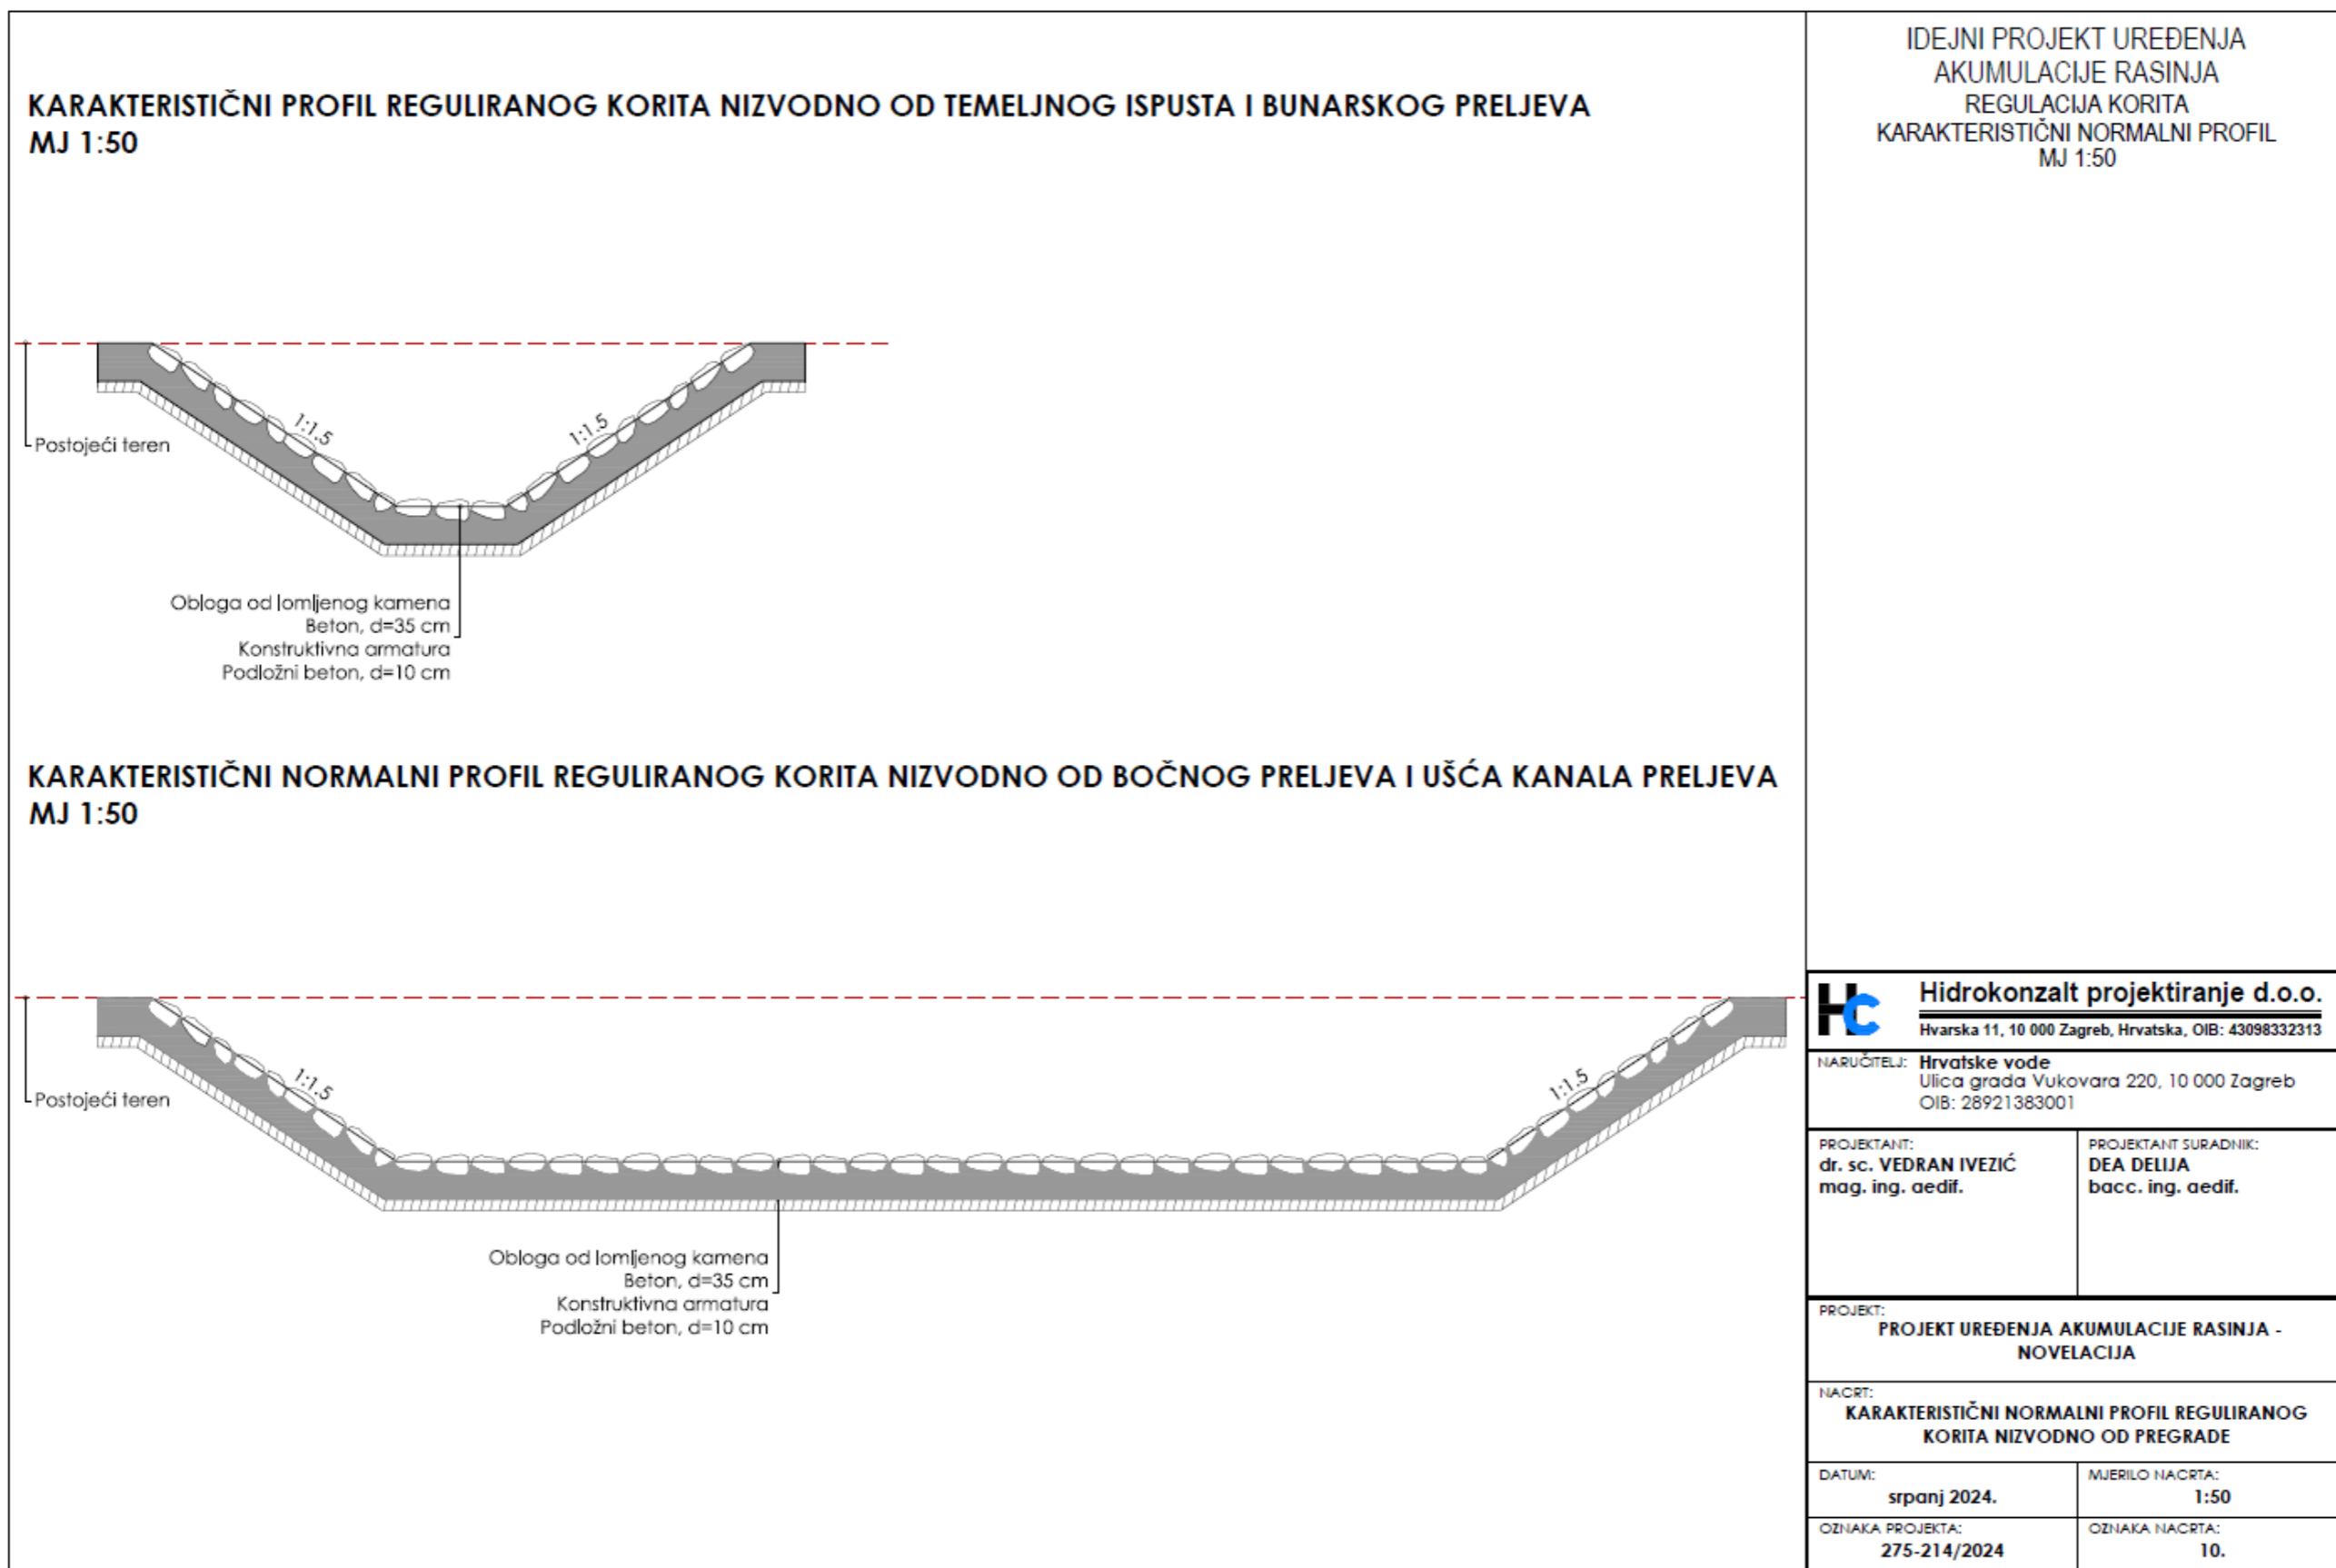 KARAKTERISTIČNI PROFIL REGULIRANOG KORITA NIZVODNO OD TEMELJNOG ISPUSTA I BUNARSKOG PRELJEVA
MJ 1:50
1:1.5
1:1.5
Postojeći teren
Obloga od lomljenog kamena
Beton, d=35 cm
Konstruktivna armatura
Podložni beton, d=10 cm
KARAKTERISTIČNI NORMALNI PROFIL REGULIRANOG KORITA NIZVODNO OD BOČNOG PRELJEVA I UŠĆA KANALA PRELJEVA
MJ 1:50
1:1.5
1:1.5
Postojeći teren
Obloga od lomljenog kamena
Beton, d=35 cm
Konstruktivna armatura
Podložni beton, d=10 cm
IDEJNI PROJEKT UREĐENJA
AKUMULACIJE RASINJA
REGULACIJA KORITA
KARAKTERISTIČNI NORMALNI PROFIL
MJ 1:50
HC
Hidrokonzalt projektiranje d.o.o.
Hvarska 11, 10 000 Zagreb, Hrvatska, OIB: 43098332313
NARUČITELJ: Hrvatske vode
Ulica grada Vukovara 220, 10 000 Zagreb
OIB: 28921383001
PROJEKTANT:
dr. sc. VEDRAN IVEZIĆ
mag. ing. aedif.
PROJEKTANT SURADNIK:
DEA DELIJA
bacc. ing. aedif.
PROJEKT:
PROJEKT UREĐENJA AKUMULACIJE RASINJA -
NOVELACIJA
NACRT:
KARAKTERISTIČNI NORMALNI PROFIL REGULIRANOG
KORITA NIZVODNO OD PREGRADE
DATUM:
srpanj 2024.
MJERILO NACRTA:
1:50
OZNAKA PROJEKTA:
275-214/2024
OZNAKA NACRTA:
10.